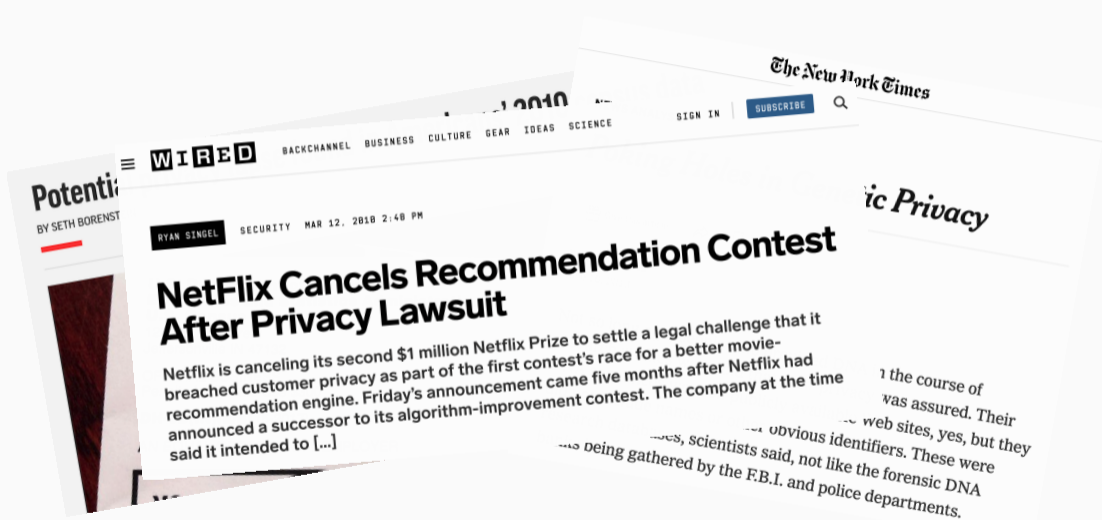 The New York Times
' 2010
WIRED BACKCHANNEL BUSINESS CULTURE GEAR IDEAS SCIENCE SIGN IN SUBSCRIBE
Potentia
BY SETH BORENST
ic Privacy
RYAN SINGEL SECURITY MAR 12, 2010 2:48 PM
NetFlix Cancels Recommendation Contest
After Privacy Lawsuit
Netflix is canceling its second $1 million Netflix Prize to settle a legal challenge that it
breached customer privacy as part of the first contest's race for a better movie-
recommendation engine. Friday's announcement came five months after Netflix had
announced a successor to its algorithm-improvement contest. The company at the time
said it intended to [...]
the course of
was assured. Their
Web sites, yes, but they
obvious identifiers. These were
scientists said, not like the forensic DNA
being gathered by the F.B.I. and police departments.